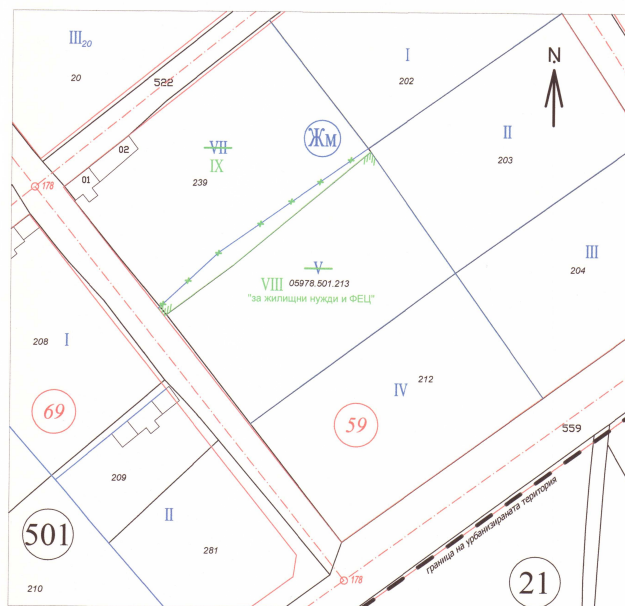 III 20
20
522
I
202
N
VII
IX
Жм
II
203
02
01
178
239
III
204
V
VIII 05978.501.213
"за жилищни нужди и ФЕЦ"
208
I
69
212
IV
59
559
209
II
281
501
210
178
граница на урбанизираната територия
21